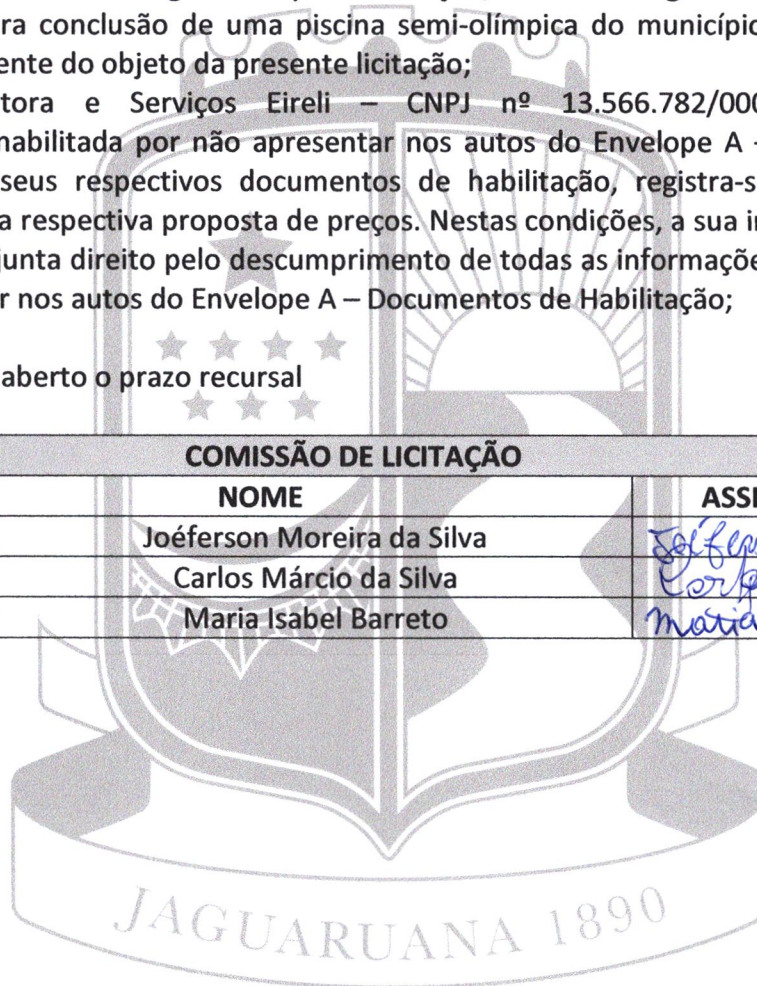 ra conclusão de uma piscina semi-olímpica do município
ente do objeto da presente licitação;
tora e Serviços Eireli – CNPJ nº 13.566.782/000
nabilitada por não apresentar nos autos do Envelope A -
seus respectivos documentos de habilitação, registra-s
a respectiva proposta de preços. Nestas condições, a sua i
junta direito pelo descumprimento de todas as informaçõe
r nos autos do Envelope A – Documentos de Habilitação;
aberto o prazo recursal
COMISSÃO DE LICITAÇÃO
NOME ASSI
Joéferson Moreira da Silva
Carlos Márcio da Silva
Maria Isabel Barreto Maria
JAGUARUANA 1890